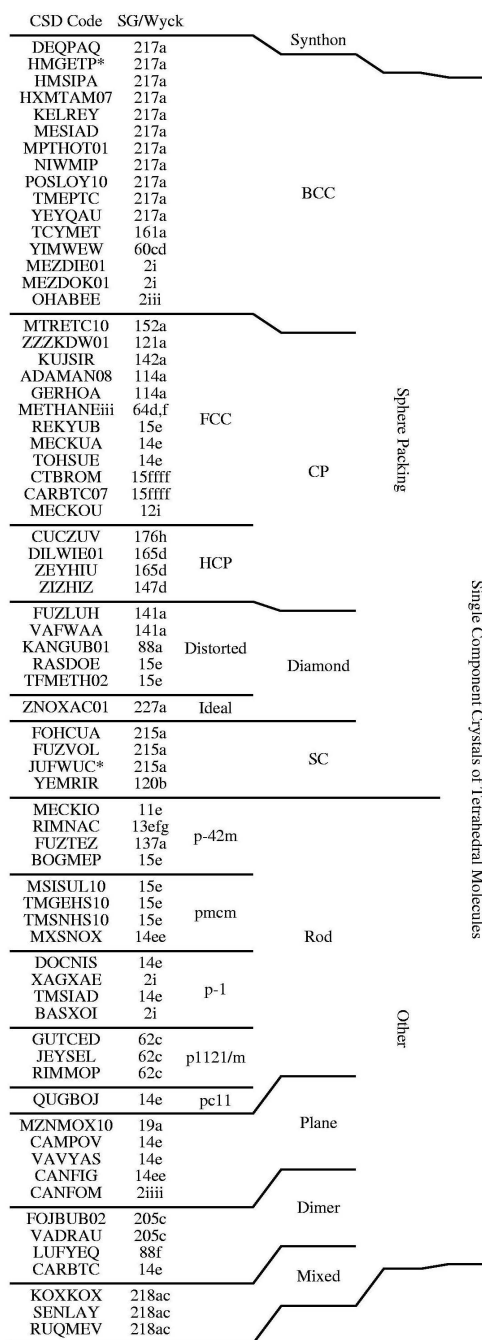 CSD Code SG/Wyck
Synthon
DEQPAQ 217a
HMGETP* 217a
HMSIPA 217a
HXMTAM07 217a
KELREY 217a
MESIAD 217a
MPTHOT01 217a
NIWMIP 217a
POSLOY10 217a
BCC
TMEPTC 217a
YEYQAU 217a
TCYMET 161a
YIMWEW 60cd
MEZDIE01 2i
MEZDOK01 2i
OHABEE 2iii
MTRETC10 152a
ZZZKDW01 121a
KUJSIR 142a
ADAMAN08 114a
GERHOA 114a
METHANEiii 64d,f
FCC
REKYUB 15e
MECKUA 14e
TOHSUE 14e
CTBROM 15ffff
CP
CARBTC07 15ffff
MECKOU 12i
Sphere Packing
CUCZUV 176h
DILWIE01 165d
HCP
ZEYHIU 165d
ZIZHIZ 147d
FUZLUH 141a
VAFWAA 141a
KANGUB01 88a Distorted
Diamond
RASDOE 15e
TFMETH02 15e
ZNOXAC01 227a Ideal
FOHCUA 215a
FUZVOL 215a
SC
JUFWUC* 215a
YEMRIR 120b
Single Component Crystals of Tetrahedral Molecules
MECKIO 11e
RIMNAC 13efg
p-42m
FUZTEZ 137a
BOGMEP 15e
MSISUL10 15e
TMGEHS10 15e
pmcm
TMSNHS10 15e
MXSNOX 14ee
Rod
DOCNIS 14e
XAGXAE 2i
p-1
TMSIAD 14e
BASXOI 2i
Other
GUTCED 62c
JEYSEL 62c p1121/m
RIMMOP 62c
QUGBOJ 14e pc11
MZNMOX10 19a
CAMPOV 14e
Plane
VAVYAS 14e
CANFIG 14ee
CANFOM 2iiii
Dimer
FOJBUB02 205c
VADRAU 205c
LUFYEQ 88f
CARBTC 14e
Mixed
KOXKOX 218ac
SENLAY 218ac
RUQMEV 218ac